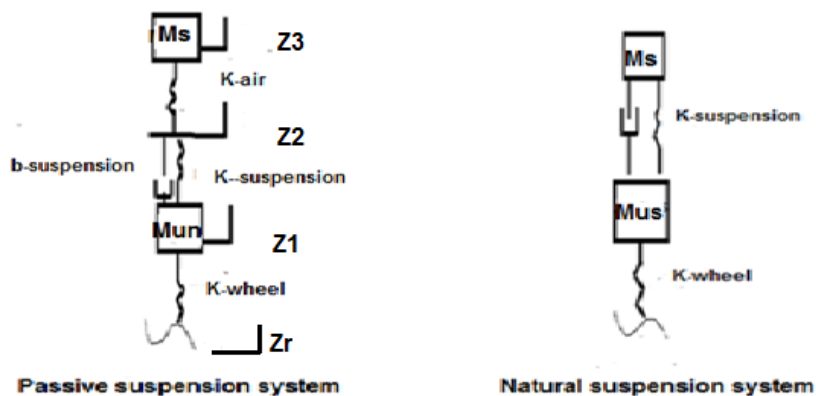 Ms
Z3
K-air
Z2
b-suspension
K--suspension
Mun
Z1
K-wheel
Zr
Passive suspension system
Ms
K-suspension
Mus
K-wheel
Natural suspension system